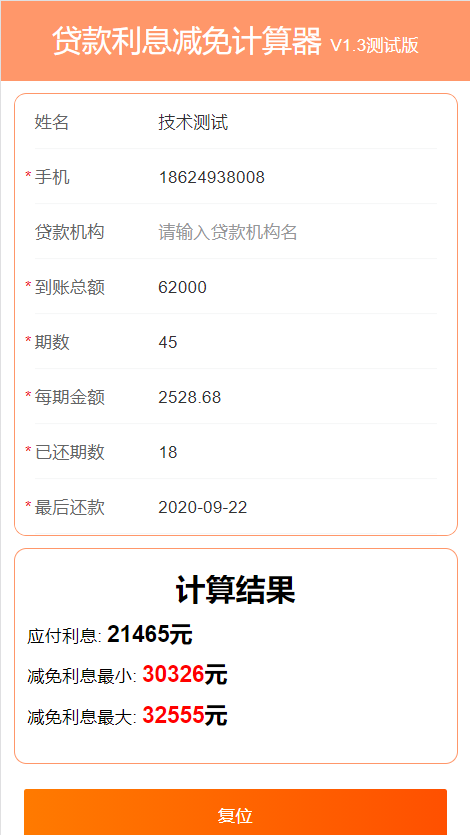 贷款利息减免计算器 V1.3测试版
姓名 技术测试
* 手机 18624938008
贷款机构 请输入贷款机构名
* 到账总额 62000
* 期数 45
* 每期金额 2528.68
* 已还期数 18
* 最后还款 2020-09-22
计算结果
应付利息: 21465元
减免利息最小: 30326元
减免利息最大: 32555元
复位